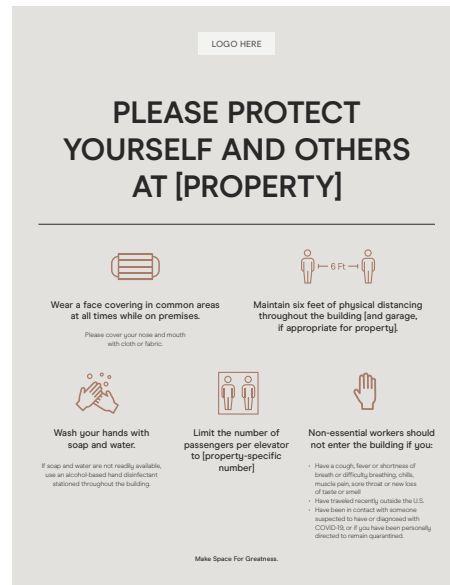 LOGO HERE
PLEASE PROTECT
YOURSELF AND OTHERS
AT [PROPERTY]
6 Ft
Wear a face covering in common areas
at all times while on premises.
Please cover your nose and mouth
with cloth or fabric.
Maintain six feet of physical distancing
throughout the building [and garage,
if appropriate for property].
Wash your hands with
soap and water.
If soap and water are not readily available,
use an alcohol-based hand disinfectant
stationed throughout the building.
Limit the number of
passengers per elevator
to [property-specific
number]
Non-essential workers should
not enter the building if you:
· Have a cough, fever or shortness of
breath or difficulty breathing, chills,
muscle pain, sore throat or new loss
of taste or smell
· Have traveled recently outside the U.S.
· Have been in contact with someone
suspected to have or diagnosed with
COVID-19, or if you have been personally
directed to remain quarantined.
Make Space For Greatness.